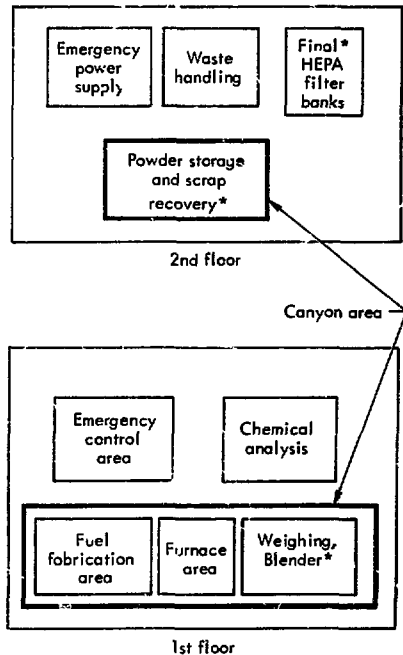 Emergency
power
supply
Waste
handling
Final*
HEPA
filter
banks
Powder storage
and scrap
recovery*
2nd floor
Canyon area
Emergency
control
area
Chemical
analysis
Fuel
fobrication
area
Furnace
area
Weighing,
Blender*
1st floor